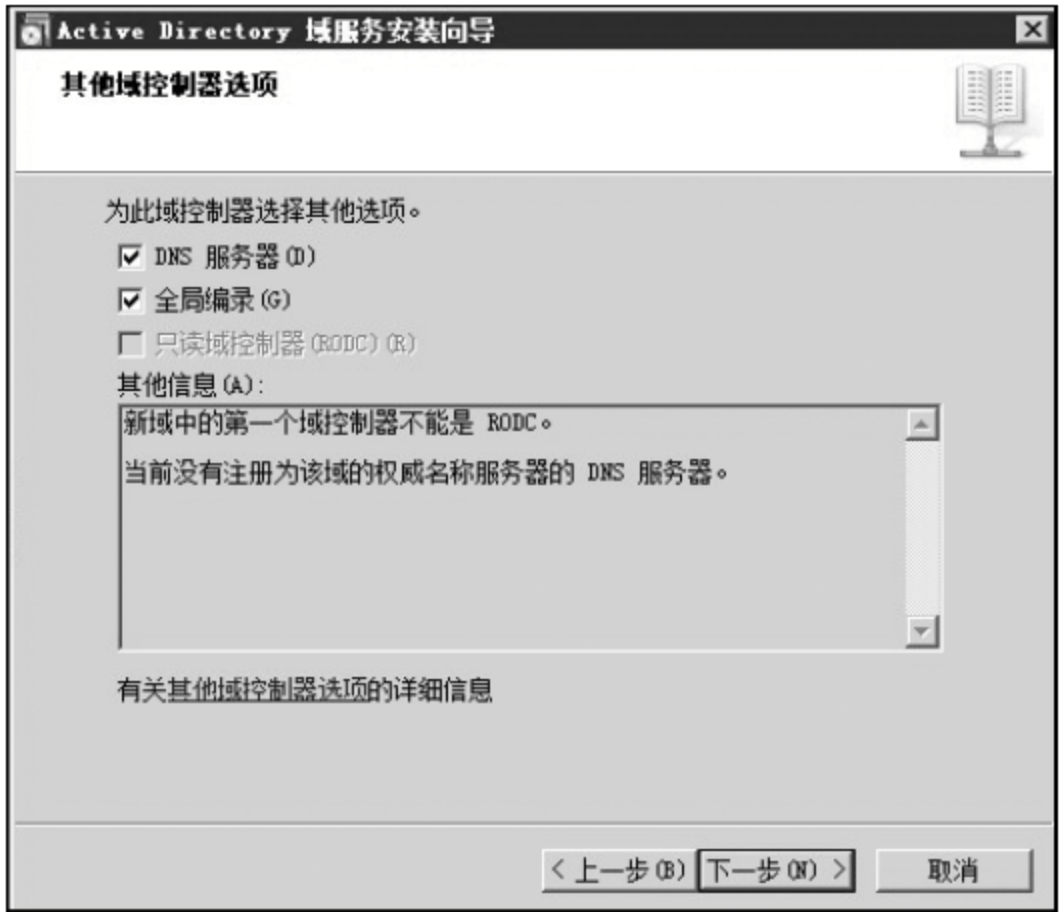 Active Directory 域服务安装向导
其他域控制器选项
为此域控制器选择其他选项。
DNS 服务器(D)
全局编录(G)
只读域控制器(RODC)(R)
其他信息(A):
新域中的第一个域控制器不能是 RODC。
当前没有注册为该域的权威名称服务器的 DNS 服务器。
有关其他域控制器选项的详细信息
< 上一步(B) 下一步(N) > 取消